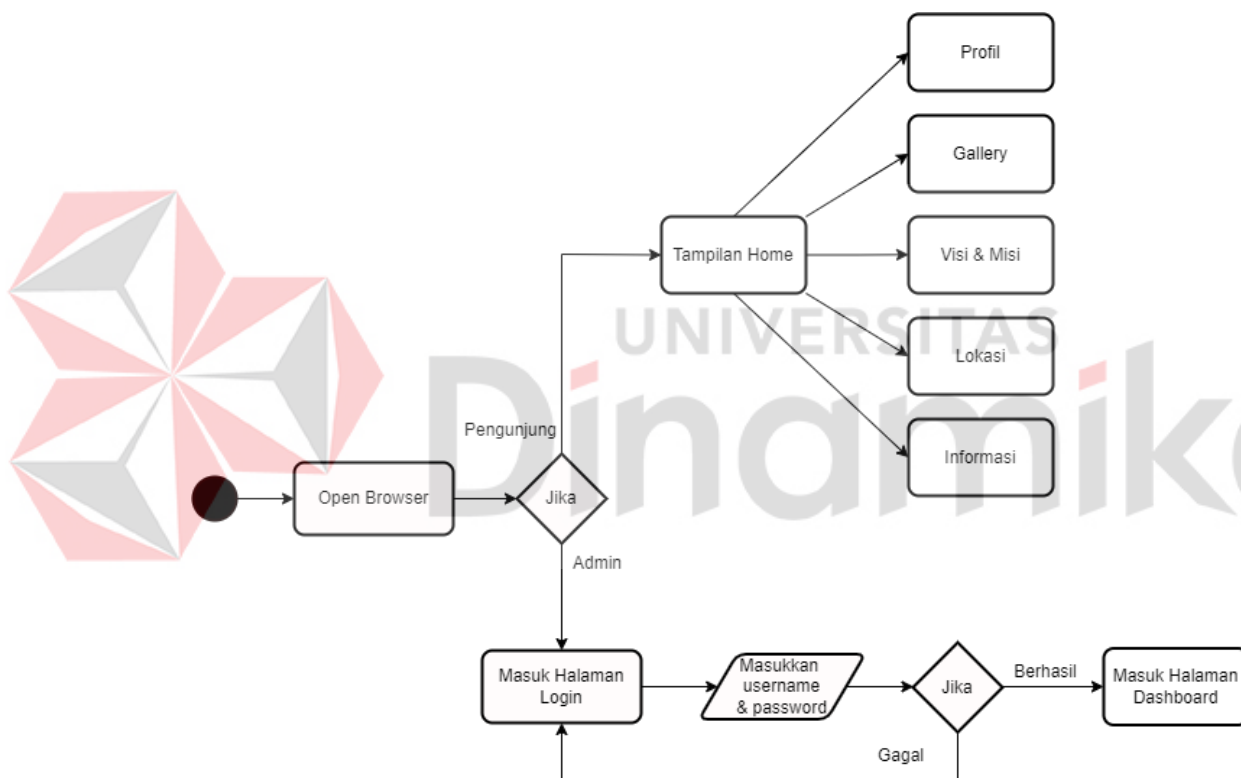 Profil
Gallery
Tampilan Home
Visi & Misi
UNIVERSITAS
Dinamika
Lokasi
Pengunjung
Informasi
Open Browser
Jika
Admin
Masuk Halaman
Login
Masukkan
username
& password
Jika
Berhasil
Masuk Halaman
Dashboard
Gagal